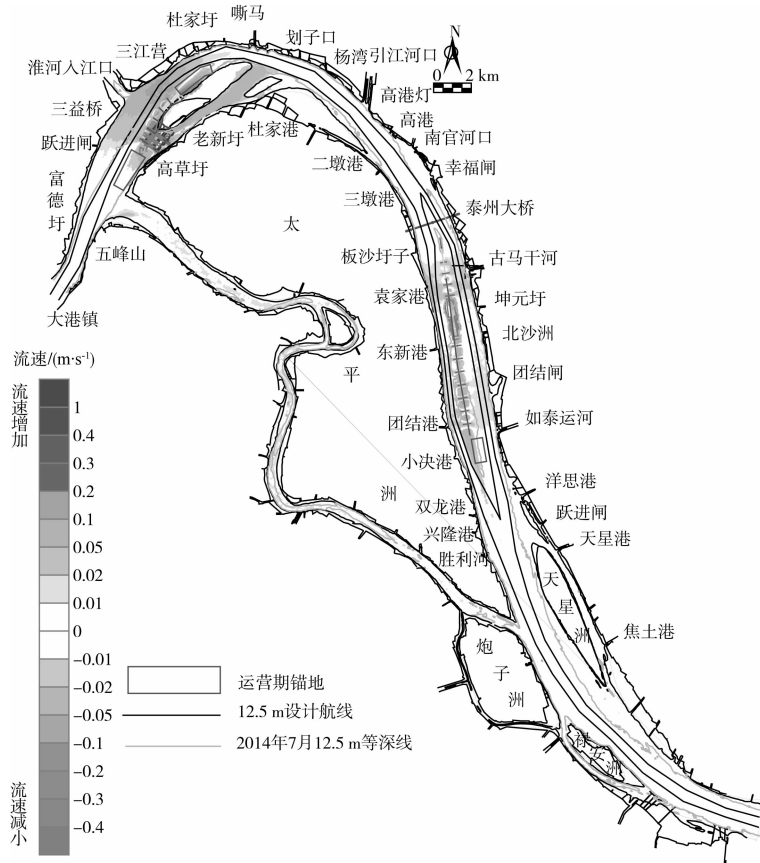 嘶马
杜家圩
划子口
三江营
杨湾引江河口
N
淮河入江口
0 2 km
高港灯
三益桥
高港
老新圩
杜家港
南官河口
跃进闸
二墩港
高草圩
幸福闸
富德圩
三墩港
泰州大桥
太
五峰山
板沙圩子
古马干河
袁家港
坤元圩
大港镇
北沙洲
东新港
流速/(m·s⁻¹)
平
团结闸
流速增加
1
0.4
0.3
0.2
0.1
0.05
0.02
0.01
0
-0.01
-0.02
-0.05
-0.1
-0.2
-0.3
-0.4
流速减小
团结港
如泰运河
小决港
洋思港
洲
双龙港
跃进闸
兴隆港
天星港
胜利河
天
星
洲
焦土港
炮
子
洲
禄
安
洲
运营期锚地
12.5 m设计航线
2014年7月12.5 m等深线